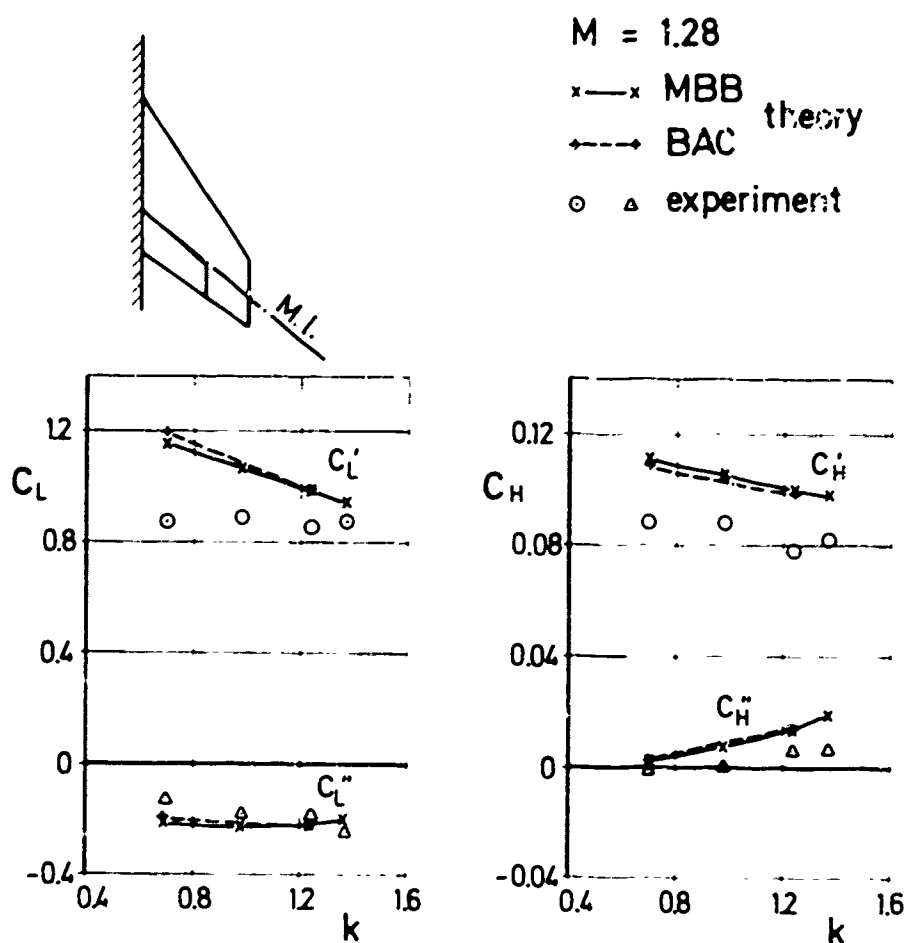 M = 1.28
x—x MBB
theory
+---+ BAC
⊙ △ experiment
M.l.
C_L
1.2
0.8
0.4
0
-0.4
0.4 0.8 1.2 1.6
k
C_L'
C_L"
C_H
0.12
0.08
0.04
0
-0.04
0.4 0.8 1.2 1.6
k
C_H'
C_H"